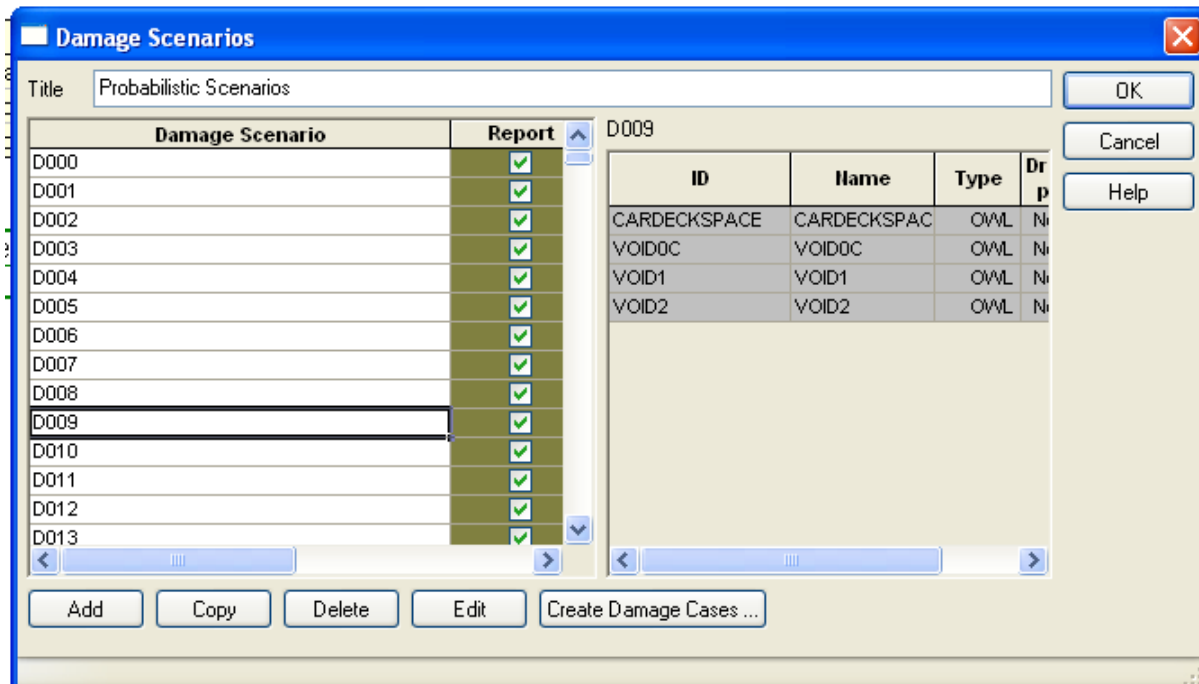 Damage Scenarios
Title Probabilistic Scenarios
OK
Cancel
Help
Damage Scenario Report
D000
D001
D002
D003
D004
D005
D006
D007
D008
D009
D010
D011
D012
D013
D009
ID Name Type Dr p
CARDECKSPACE CARDECKSPAC OWL N
VOID0C VOID0C OWL N
VOID1 VOID1 OWL N
VOID2 VOID2 OWL N
Add Copy Delete Edit Create Damage Cases ...